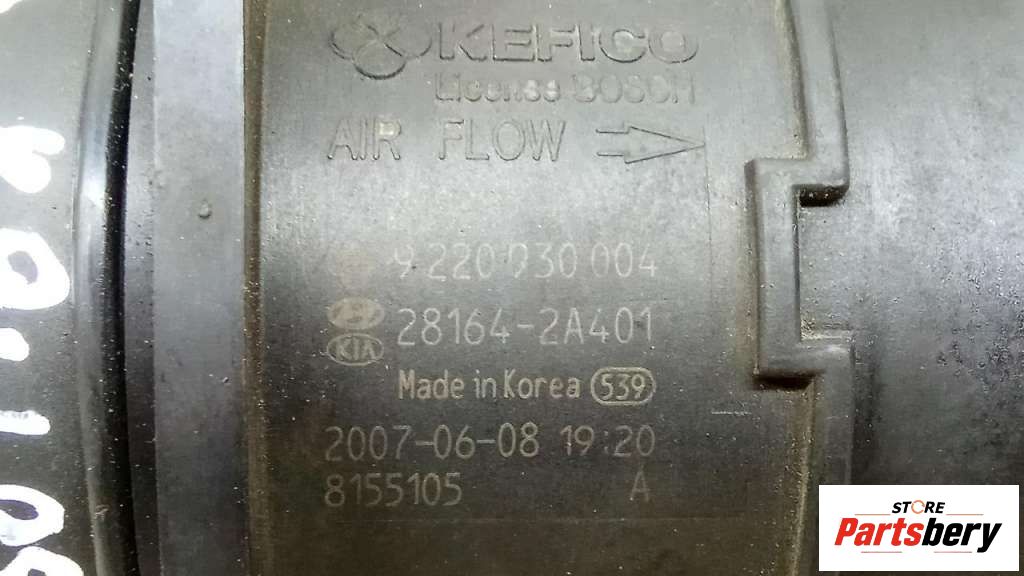 KEFICO
License BOSCH
AIR FLOW
9 220 930 004
28164-2A401
KIA
Made in Korea 539
2007-06-08 19:20
8155105 A
STORE
Partsbery